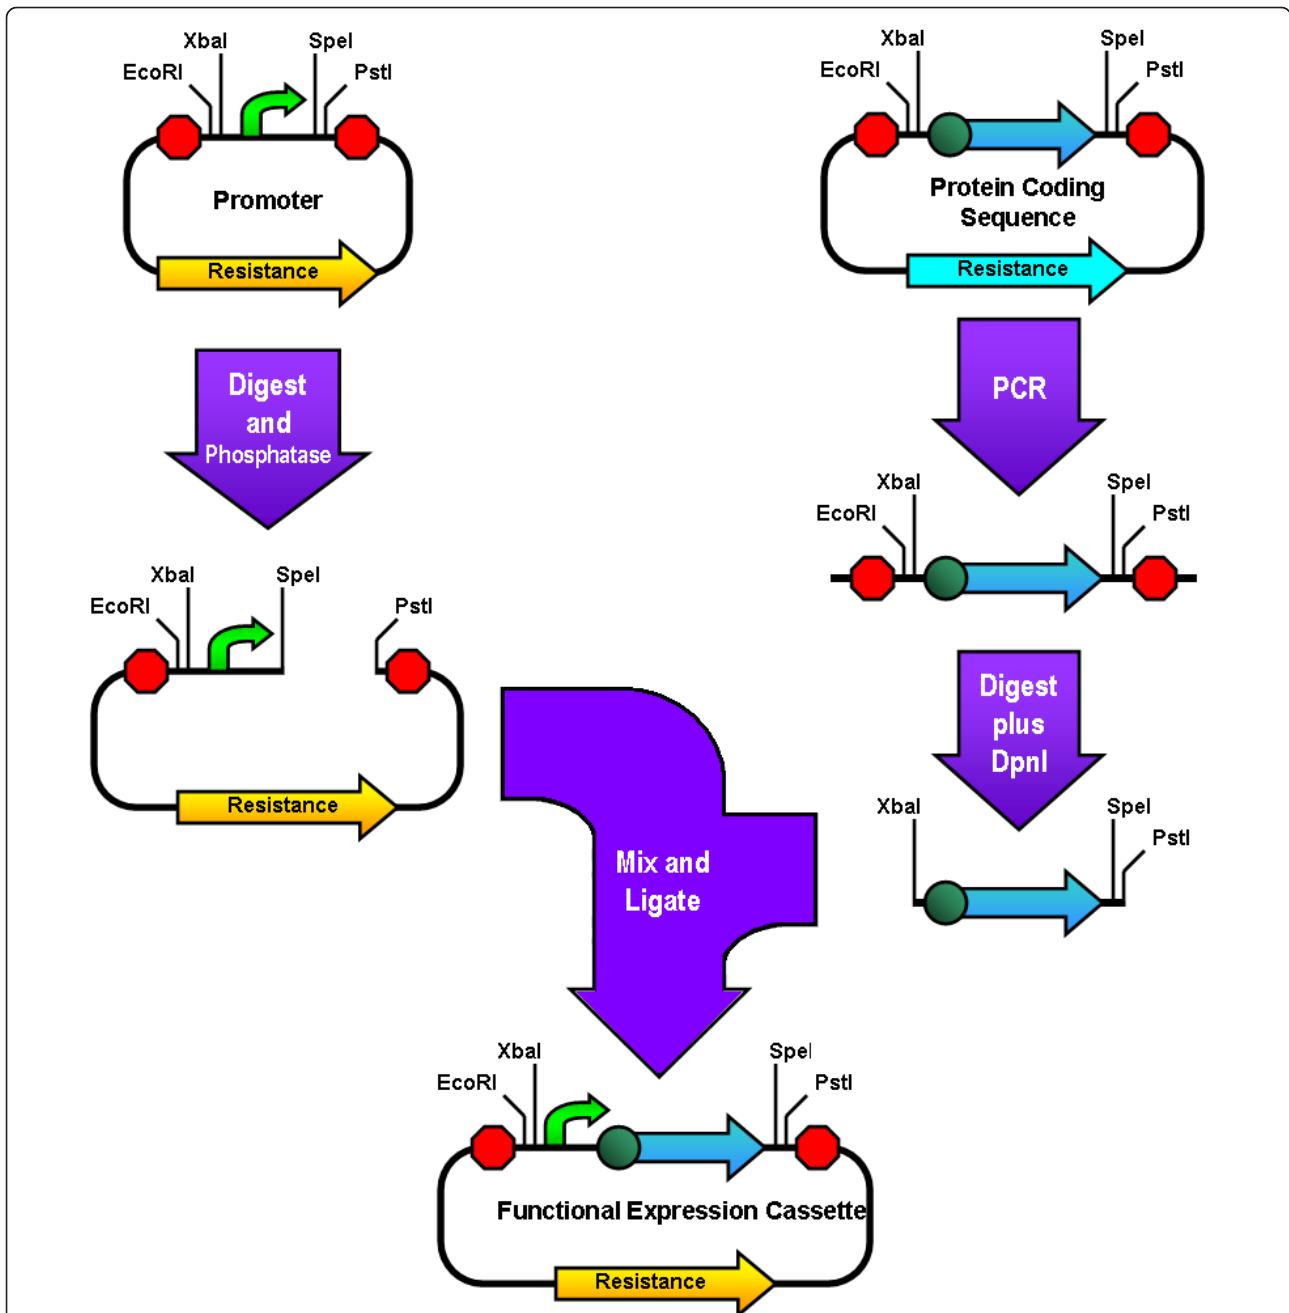 XbaI
SpeI
EcoRI
PstI
Promoter
Resistance
XbaI
SpeI
EcoRI
PstI
Protein Coding
Sequence
Resistance
Digest
and
Phosphatase
PCR
XbaI
SpeI
EcoRI
PstI
XbaI
SpeI
EcoRI
PstI
Resistance
Digest
plus
DpnI
XbaI
SpeI
PstI
Mix and
Ligate
XbaI
SpeI
EcoRI
PstI
Functional Expression Cassette
Resistance